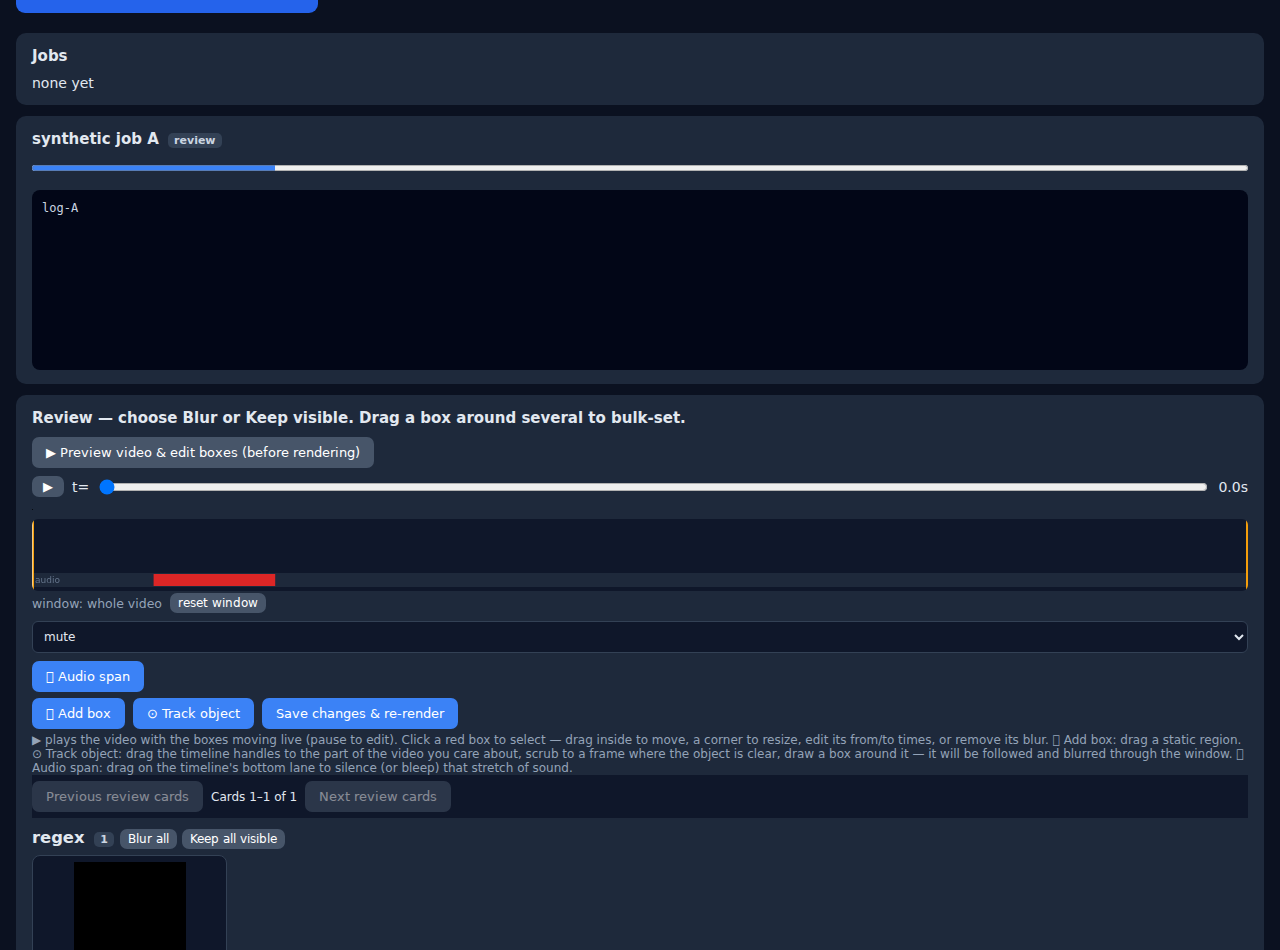 Jobs
none yet
synthetic job A review
log-A
Review — choose Blur or Keep visible. Drag a box around several to bulk-set.
▶ Preview video & edit boxes (before rendering)
▶ t= 0.0s
audio
window: whole video reset window
mute
Audio span
Add box ⊙ Track object Save changes & re-render
▶ plays the video with the boxes moving live (pause to edit). Click a red box to select — drag inside to move, a corner to resize, edit its from/to times, or remove its blur. Add box: drag a static region.
⊙ Track object: drag the timeline handles to the part of the video you care about, scrub to a frame where the object is clear, draw a box around it — it will be followed and blurred through the window.
Audio span: drag on the timeline's bottom lane to silence (or bleep) that stretch of sound.
Previous review cards Cards 1–1 of 1 Next review cards
regex 1 Blur all Keep all visible